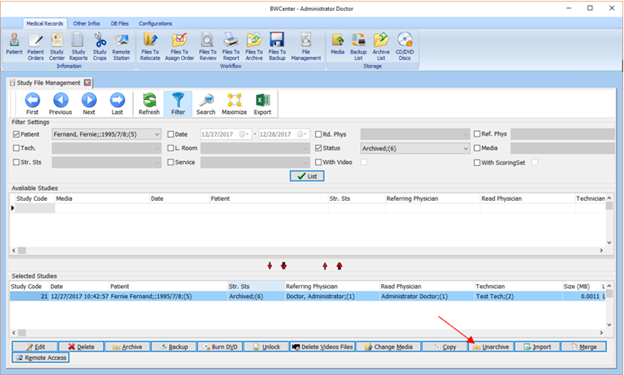 BWCenter - Administrator Doctor
Medical Records Other Infos DB Files Configurations
Patient Patient Orders Study Center Study Reports Study Crops Remote Station Files To Relocate Files To Assign Order Files To Review Files To Report Files To Archive Files To Backup File Management Media Backup List Archive List CD/DVD Discs
Infomation Workflow Storage
Study File Management
First Previous Next Last Refresh Filter Search Maximize Export
Filter Settings
Patient Fernand, Fernie;;1995/7/8;(5) Date 12/27/2017 - 12/28/2017 Rd. Phys Ref. Phys
Tech. L. Room Status Archived;(6) Media
Str. Sts Service With Video With ScoringSet
List
Avaliable Studies
Study Code Media Date Patient Str. Sts Referring Physician Read Physician Technician
Selected Studies
Study Code Date Patient Str. Sts Referring Physician Read Physician Technician Size (MB) L
21 12/27/2017 10:42:57 Fernie Fernand;;1995/7/8;(5) Archived;(6) Doctor, Administrator;(1) Administrator Doctor;(1) Test Tech;(2) 0.0011 U
Edit Delete Archive Backup Burn DVD Unlock Delete Videos Files Change Media Copy Unarchive Import Merge
Remote Access